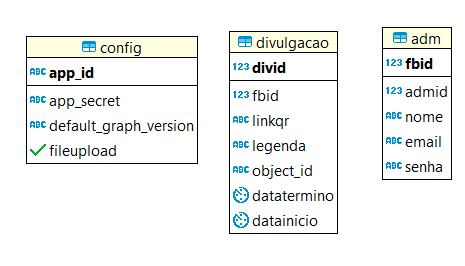 config
ABC app_id
ABC app_secret
ABC default_graph_version
fileupload
divulgacao
123 divid
123 fbid
ABC linkqr
ABC legenda
ABC object_id
datatermino
datainicio
adm
123 fbid
123 admid
ABC nome
ABC email
ABC senha